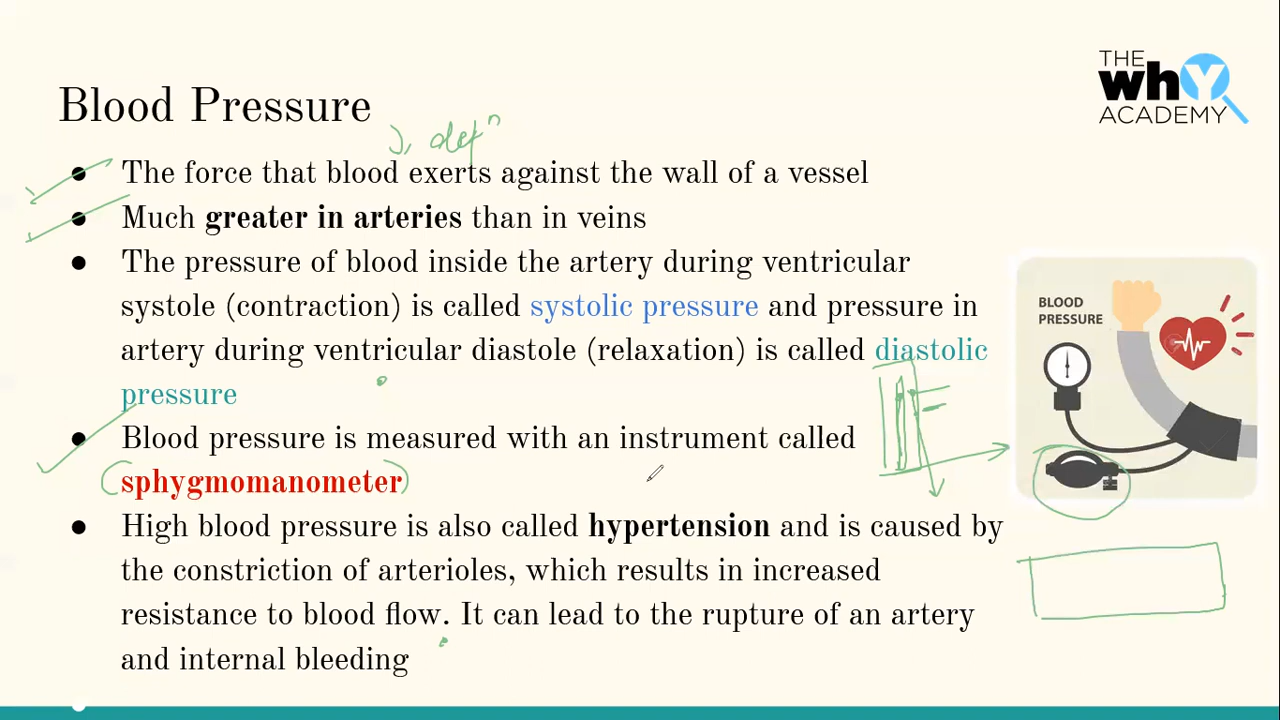 THE
whY
ACADEMY
Blood Pressure
defⁿ
● The force that blood exerts against the wall of a vessel
● Much greater in arteries than in veins
● The pressure of blood inside the artery during ventricular
systole (contraction) is called systolic pressure and pressure in
artery during ventricular diastole (relaxation) is called diastolic
pressure
● Blood pressure is measured with an instrument called
(sphygmomanometer)
● High blood pressure is also called hypertension and is caused by
the constriction of arterioles, which results in increased
resistance to blood flow. It can lead to the rupture of an artery
and internal bleeding
BLOOD
PRESSURE